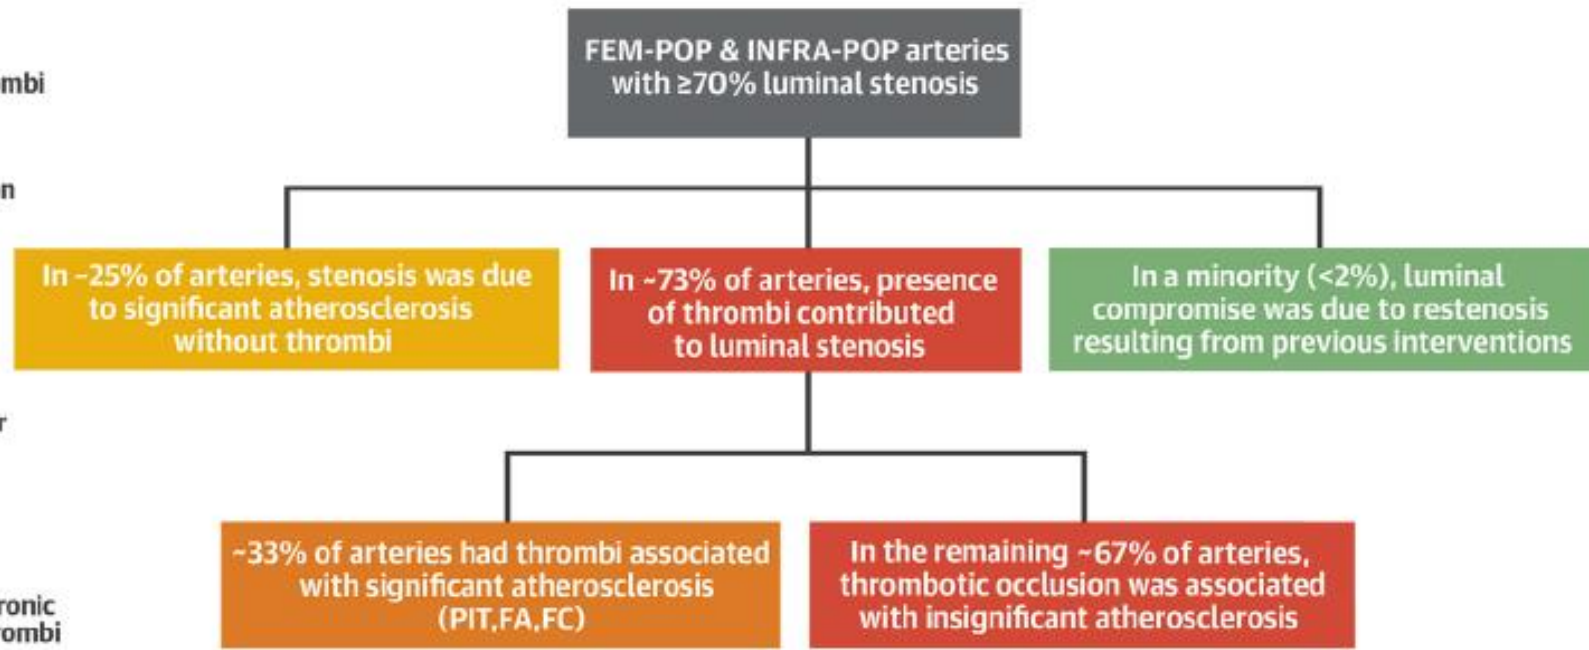 FEM-POP & INFRA-POP arteries
with ≥70% luminal stenosis
ombi
n
In ~25% of arteries, stenosis was due
to significant atherosclerosis
without thrombi
In ~73% of arteries, presence
of thrombi contributed
to luminal stenosis
In a minority (<2%), luminal
compromise was due to restenosis
resulting from previous interventions
r
~33% of arteries had thrombi associated
with significant atherosclerosis
(PIT,FA,FC)
In the remaining ~67% of arteries,
thrombotic occlusion was associated
with insignificant atherosclerosis
ronic
rombi